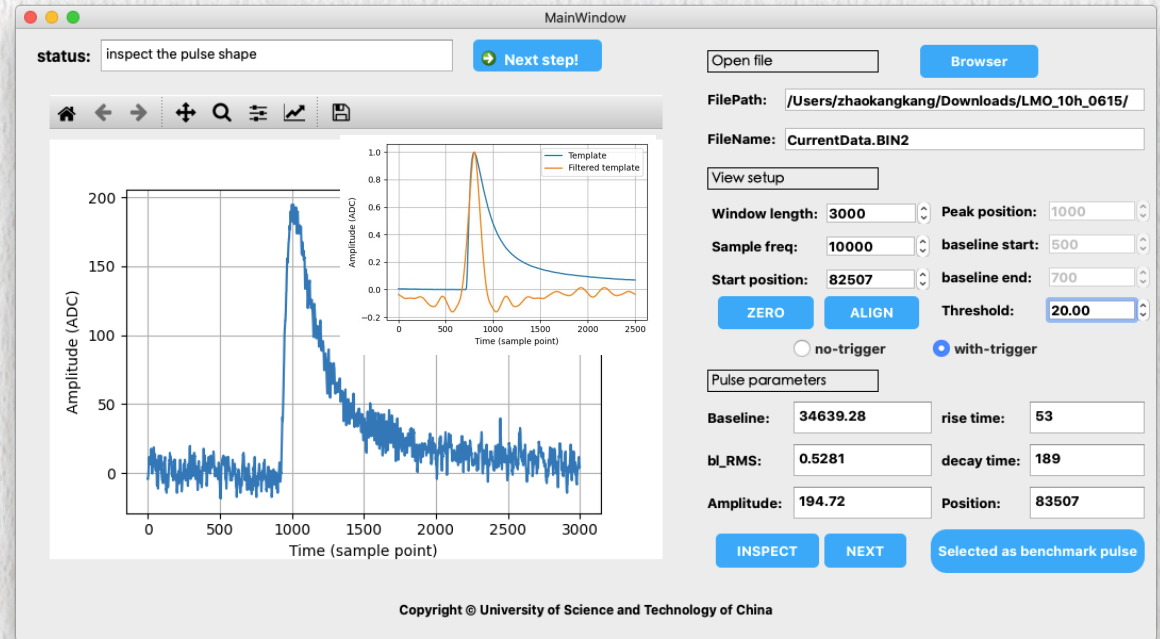 MainWindow
status:
inspect the pulse shape
Next step!
Open file
Browser
FilePath:
/Users/zhaokangkang/Downloads/LMO_10h_0615/
FileName:
CurrentData.BIN2
View setup
Window length:
3000
Peak position:
1000
Sample freq:
10000
baseline start:
500
Start position:
82507
baseline end:
700
ZERO
ALIGN
Threshold:
20.00
no-trigger
with-trigger
Pulse parameters
Baseline:
34639.28
rise time:
53
bl_RMS:
0.5281
decay time:
189
Amplitude:
194.72
Position:
83507
INSPECT
NEXT
Selected as benchmark pulse
200
150
100
50
0
Amplitude (ADC)
0 500 1000 1500 2000 2500 3000
Time (sample point)
Template
Filtered template
1.0
0.8
0.6
0.4
0.2
0.0
−0.2
Amplitude (ADC)
0 500 1000 1500 2000 2500
Time (sample point)
Copyright © University of Science and Technology of China